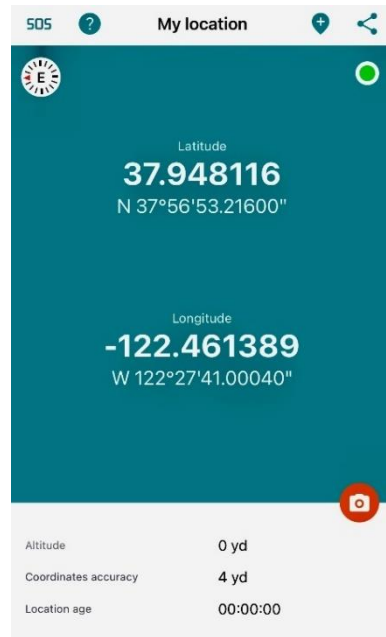 SOS ? My location
E
Latitude
37.948116
N 37°56'53.21600"
Longitude
-122.461389
W 122°27'41.00040"
Altitude 0 yd
Coordinates accuracy 4 yd
Location age 00:00:00